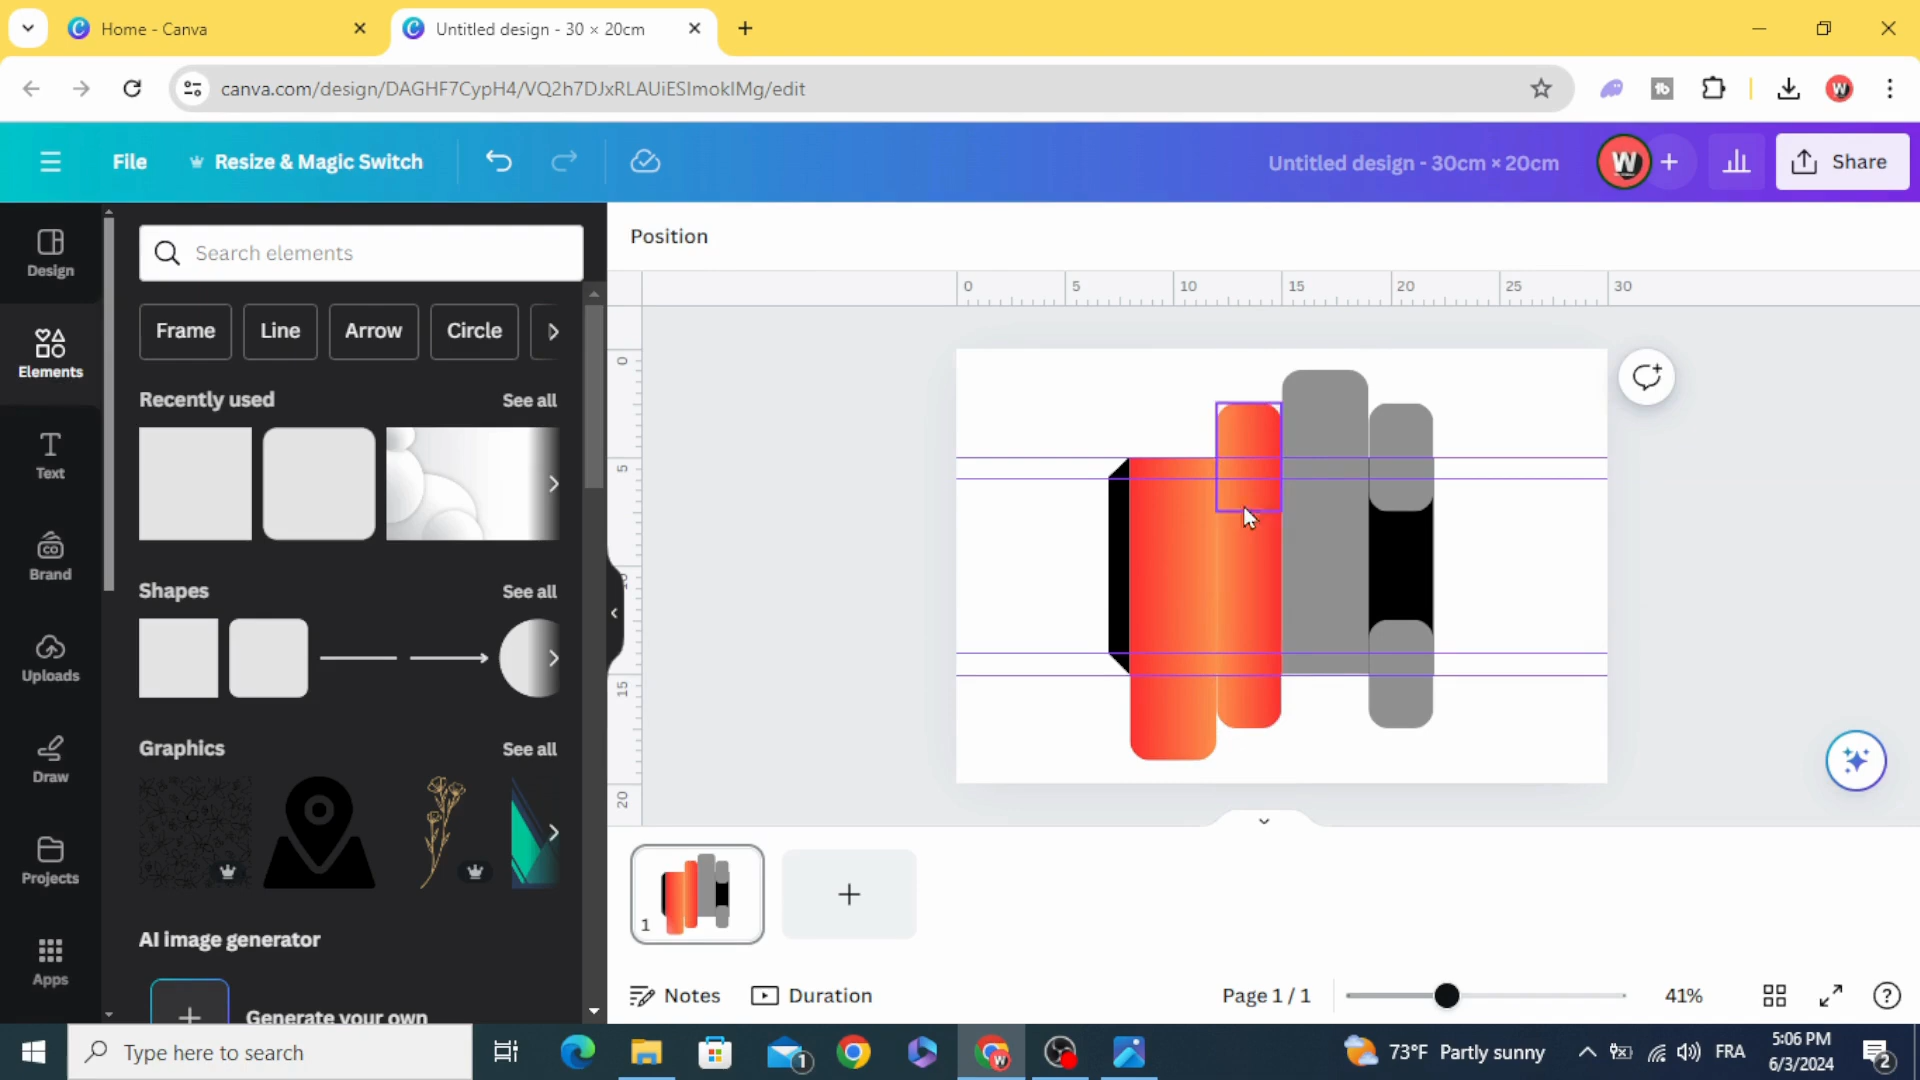 Home - Canva
Untitled design - 30 × 20cm
canva.com/design/DAGHF7CypH4/VQ2h7DJxRLAUiESImokIMg/edit
File
Resize & Magic Switch
Untitled design - 30cm × 20cm
W
Share
Design
Elements
Text
Brand
Uploads
Draw
Projects
Apps
Search elements
Frame
Line
Arrow
Circle
Recently used
See all
Shapes
See all
Graphics
See all
AI image generator
Generate your own
Position
0 5 10 15 20 25 30
0
5
15
20
1
Notes
Duration
Page 1 / 1
41%
Type here to search
1
73°F Partly sunny
FRA
5:06 PM
6/3/2024
2